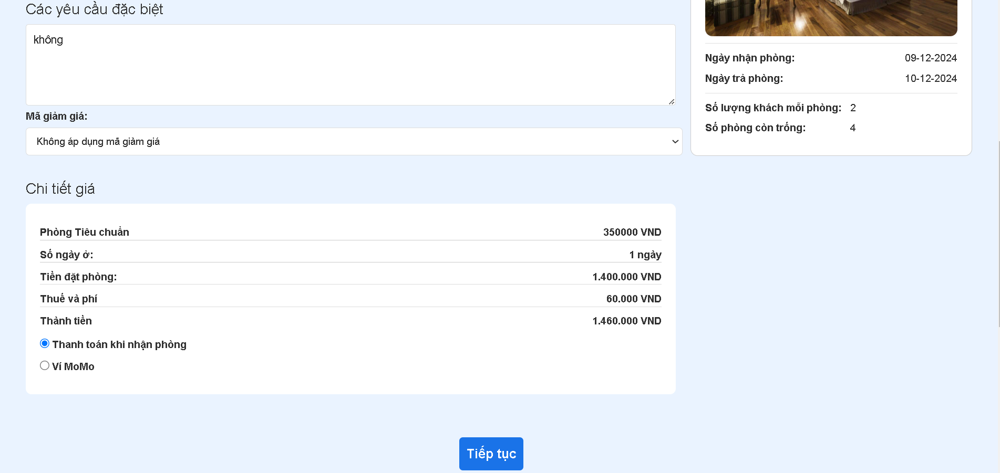 Các yêu cầu đặc biệt
không
Mã giảm giá:
Không áp dụng mã giảm giá
Ngày nhận phòng: 09-12-2024
Ngày trả phòng: 10-12-2024
Số lượng khách mỗi phòng: 2
Số phòng còn trống: 4
Chi tiết giá
Phòng Tiêu chuẩn 350000 VND
Số ngày ở: 1 ngày
Tiền đặt phòng: 1.400.000 VND
Thuế và phí 60.000 VND
Thành tiền 1.460.000 VND
Thanh toán khi nhận phòng
Ví MoMo
Tiếp tục